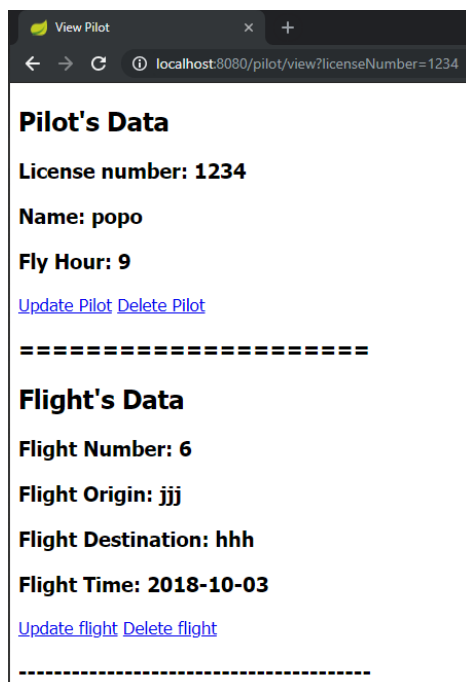 View Pilot
localhost:8080/pilot/view?licenseNumber=1234
Pilot's Data
License number: 1234
Name: popo
Fly Hour: 9
Update Pilot Delete Pilot
=====================
Flight's Data
Flight Number: 6
Flight Origin: jjj
Flight Destination: hhh
Flight Time: 2018-10-03
Update flight Delete flight
----------------------------------------